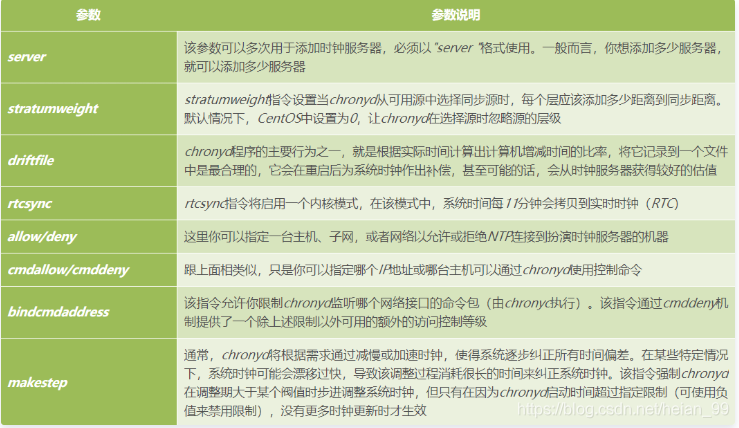 参数 参数说明
server
该参数可以多次用于添加时钟服务器，必须以"server "格式使用。一般而言，你想添加多少服务器，
就可以添加多少服务器
stratumweight
stratumweight指令设置当chronyd从可用源中选择同步源时，每个层应该添加多少距离到同步距离。
默认情况下，CentOS中设置为0，让chronyd在选择源时忽略源的层级
driftfile
chronyd程序的主要行为之一，就是根据实际时间计算出计算机增减时间的比率，将它记录到一个文件
中是最合理的，它会在重启后为系统时钟作出补偿，甚至可能的话，会从时钟服务器获得较好的估值
rtcsync
rtcsync指令将启用一个内核模式，在该模式中，系统时间每11分钟会拷贝到实时时钟（RTC）
allow/deny
这里你可以指定一台主机、子网，或者网络以允许或拒绝NTP连接到扮演时钟服务器的机器
cmdallow/cmddeny
跟上面相类似，只是你可以指定哪个IP地址或哪台主机可以通过chronyd使用控制命令
bindcmdaddress
该指令允许你限制chronyd监听哪个网络接口的命令包（由chronyc执行）。该指令通过cmddeny机
制提供了一个除上述限制以外可用的额外的访问控制等级
makestep
通常，chronyd将根据需求通过减慢或加速时钟，使得系统逐步纠正所有时间偏差。在某些特定情况
下，系统时钟可能会漂移过快，导致该调整过程消耗很长的时间来纠正系统时钟。该指令强制chronyd
在调整期大于某个阀值时步进调整系统时钟，但只有在因为chronyd启动时间超过指定限制（可使用负
值来禁用限制），没有更多时钟更新时才生效
https://blog.csdn.net/heian_99